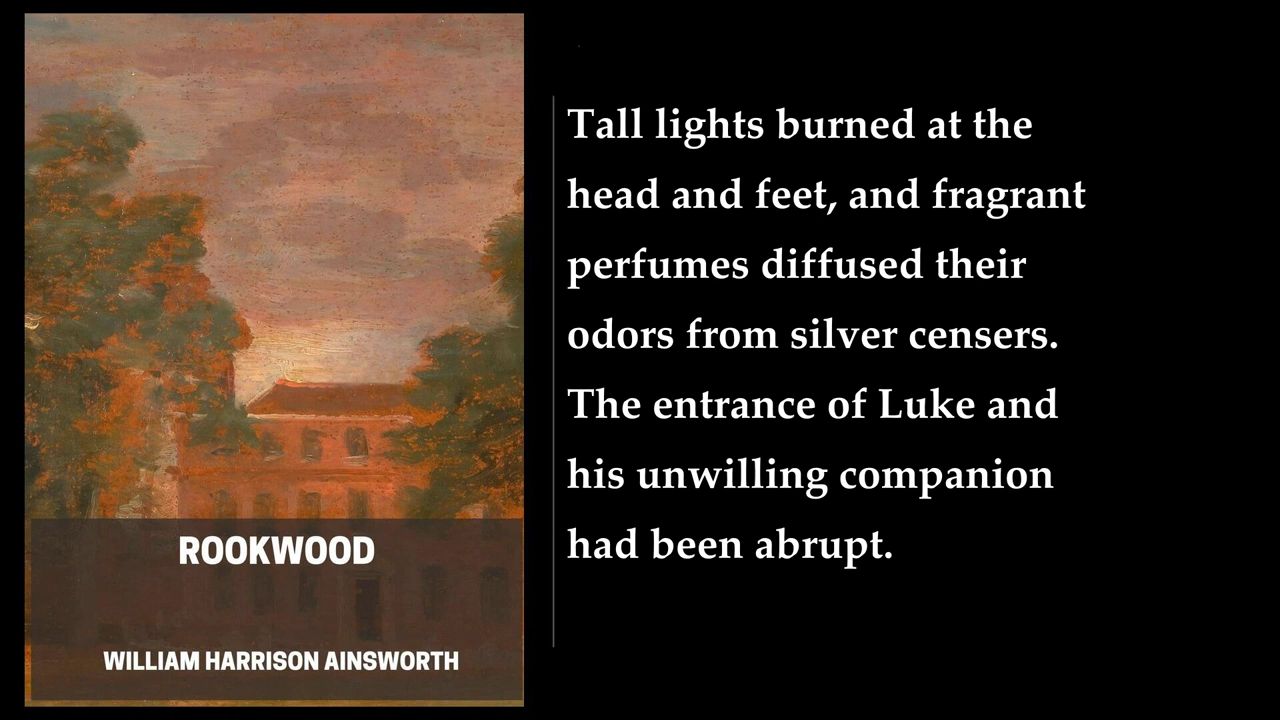 ROOKWOOD
WILLIAM HARRISON AINSWORTH
Tall lights burned at the
head and feet, and fragrant
perfumes diffused their
odors from silver censers.
The entrance of Luke and
his unwilling companion
had been abrupt.